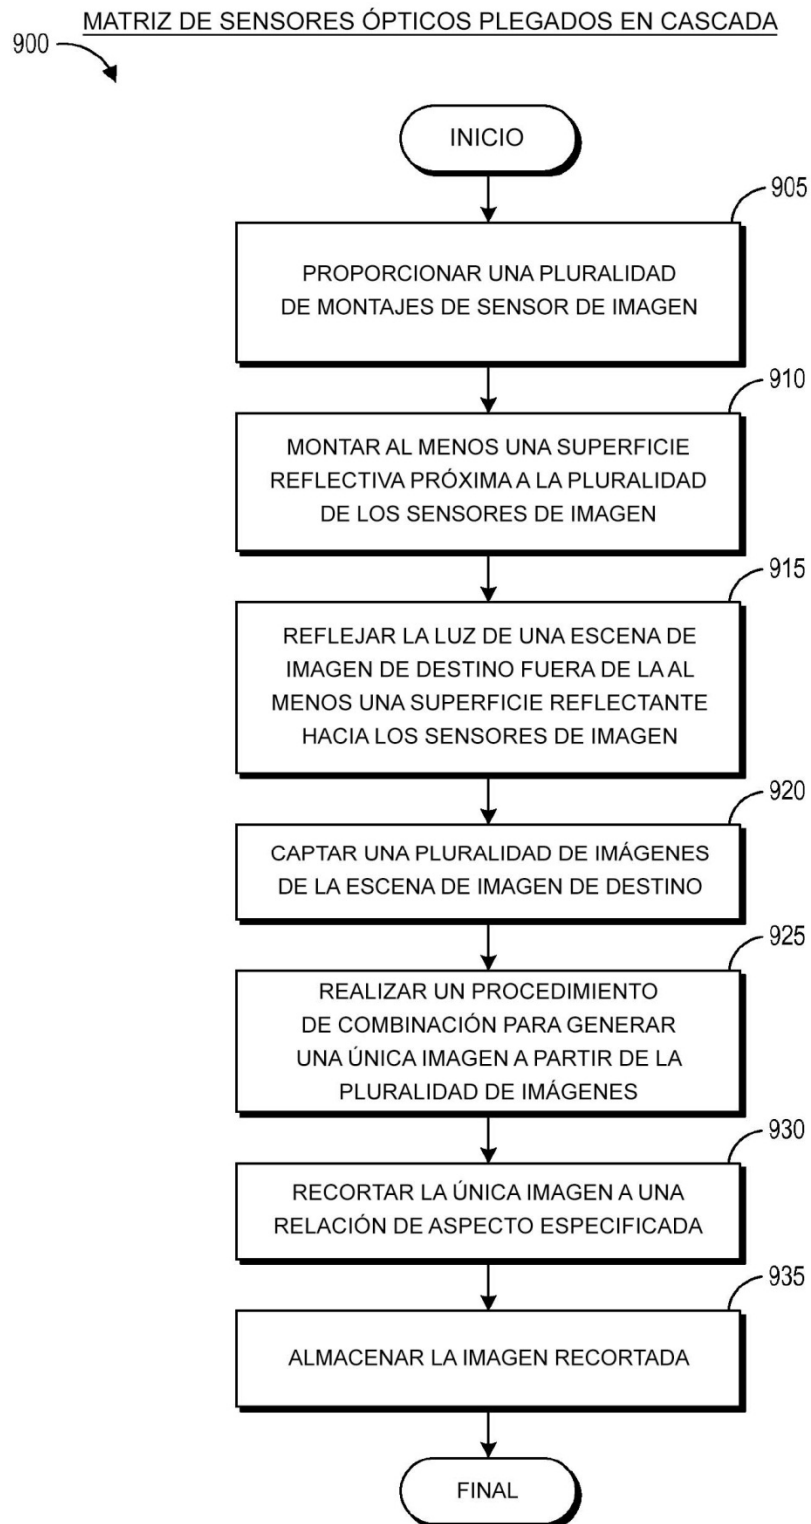 MATRIZ DE SENSORES ÓPTICOS PLEGADOS EN CASCADA
900
INICIO
905
PROPORCIONAR UNA PLURALIDAD
DE MONTAJES DE SENSOR DE IMAGEN
910
MONTAR AL MENOS UNA SUPERFICIE
REFLECTIVA PRÓXIMA A LA PLURALIDAD
DE LOS SENSORES DE IMAGEN
915
REFLEJAR LA LUZ DE UNA ESCENA DE
IMAGEN DE DESTINO FUERA DE LA AL
MENOS UNA SUPERFICIE REFLECTANTE
HACIA LOS SENSORES DE IMAGEN
920
CAPTAR UNA PLURALIDAD DE IMÁGENES
DE LA ESCENA DE IMAGEN DE DESTINO
925
REALIZAR UN PROCEDIMIENTO
DE COMBINACIÓN PARA GENERAR
UNA ÚNICA IMAGEN A PARTIR DE LA
PLURALIDAD DE IMÁGENES
930
RECORTAR LA ÚNICA IMAGEN A UNA
RELACIÓN DE ASPECTO ESPECIFICADA
935
ALMACENAR LA IMAGEN RECORTADA
FINAL